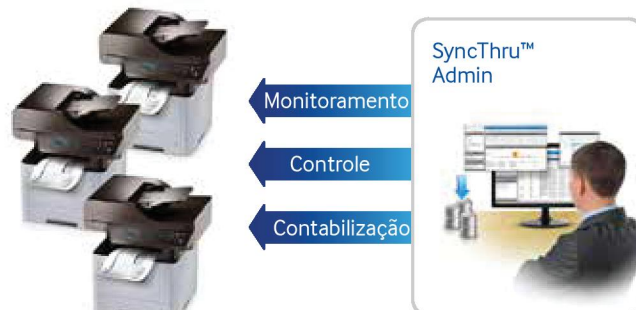 SyncThru™
Admin
Monitoramento
Controle
Contabilização